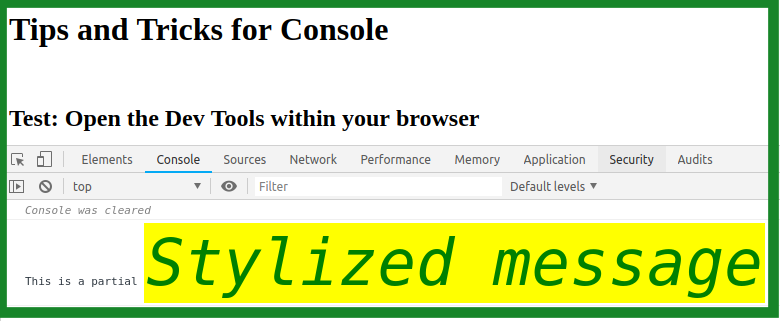 Tips and Tricks for Console
Test: Open the Dev Tools within your browser
Elements Console Sources Network Performance Memory Application Security Audits
top Filter Default levels
Console was cleared
This is a partial Stylized message